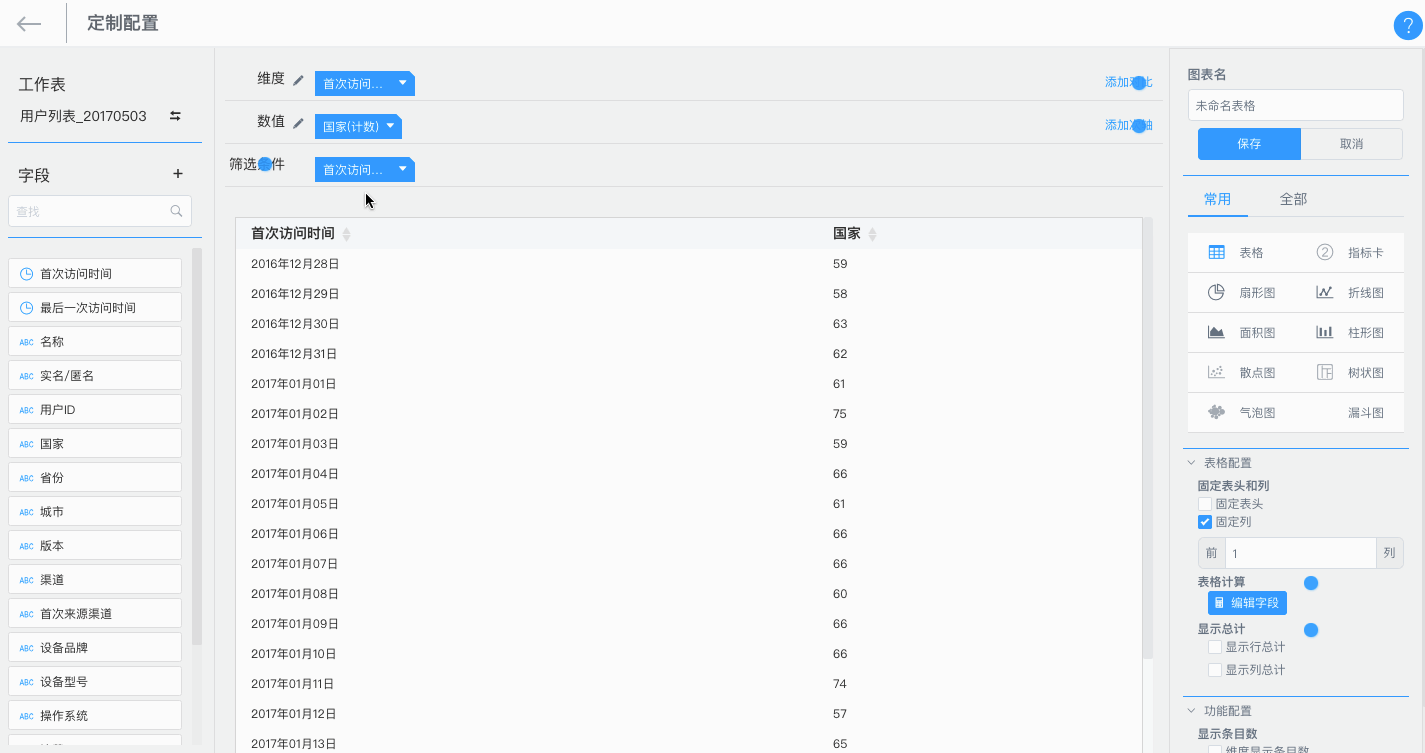 定制配置
?
工作表
用户列表_20170503
字段
+
查找
首次访问时间
最后一次访问时间
ABC 名称
ABC 实名/匿名
ABC 用户ID
ABC 国家
ABC 省份
ABC 城市
ABC 版本
ABC 渠道
ABC 首次来源渠道
ABC 设备品牌
ABC 设备型号
ABC 操作系统
维度 首次访问...
添加 比
数值 国家(计数)
添加 轴
筛选 件 首次访问...
首次访问时间 国家
2016年12月28日 59
2016年12月29日 58
2016年12月30日 63
2016年12月31日 62
2017年01月01日 61
2017年01月02日 75
2017年01月03日 59
2017年01月04日 66
2017年01月05日 61
2017年01月06日 66
2017年01月07日 66
2017年01月08日 60
2017年01月09日 66
2017年01月10日 66
2017年01月11日 74
2017年01月12日 57
2017年01月13日 65
图表名
未命名表格
保存 取消
常用 全部
表格 2 指标卡
扇形图 折线图
面积图 柱形图
散点图 树状图
气泡图 漏斗图
表格配置
固定表头和列
固定表头
固定列
前 1 列
表格计算
编辑字段
显示总计
显示行总计
显示列总计
功能配置
显示条目数
维度显示条目数